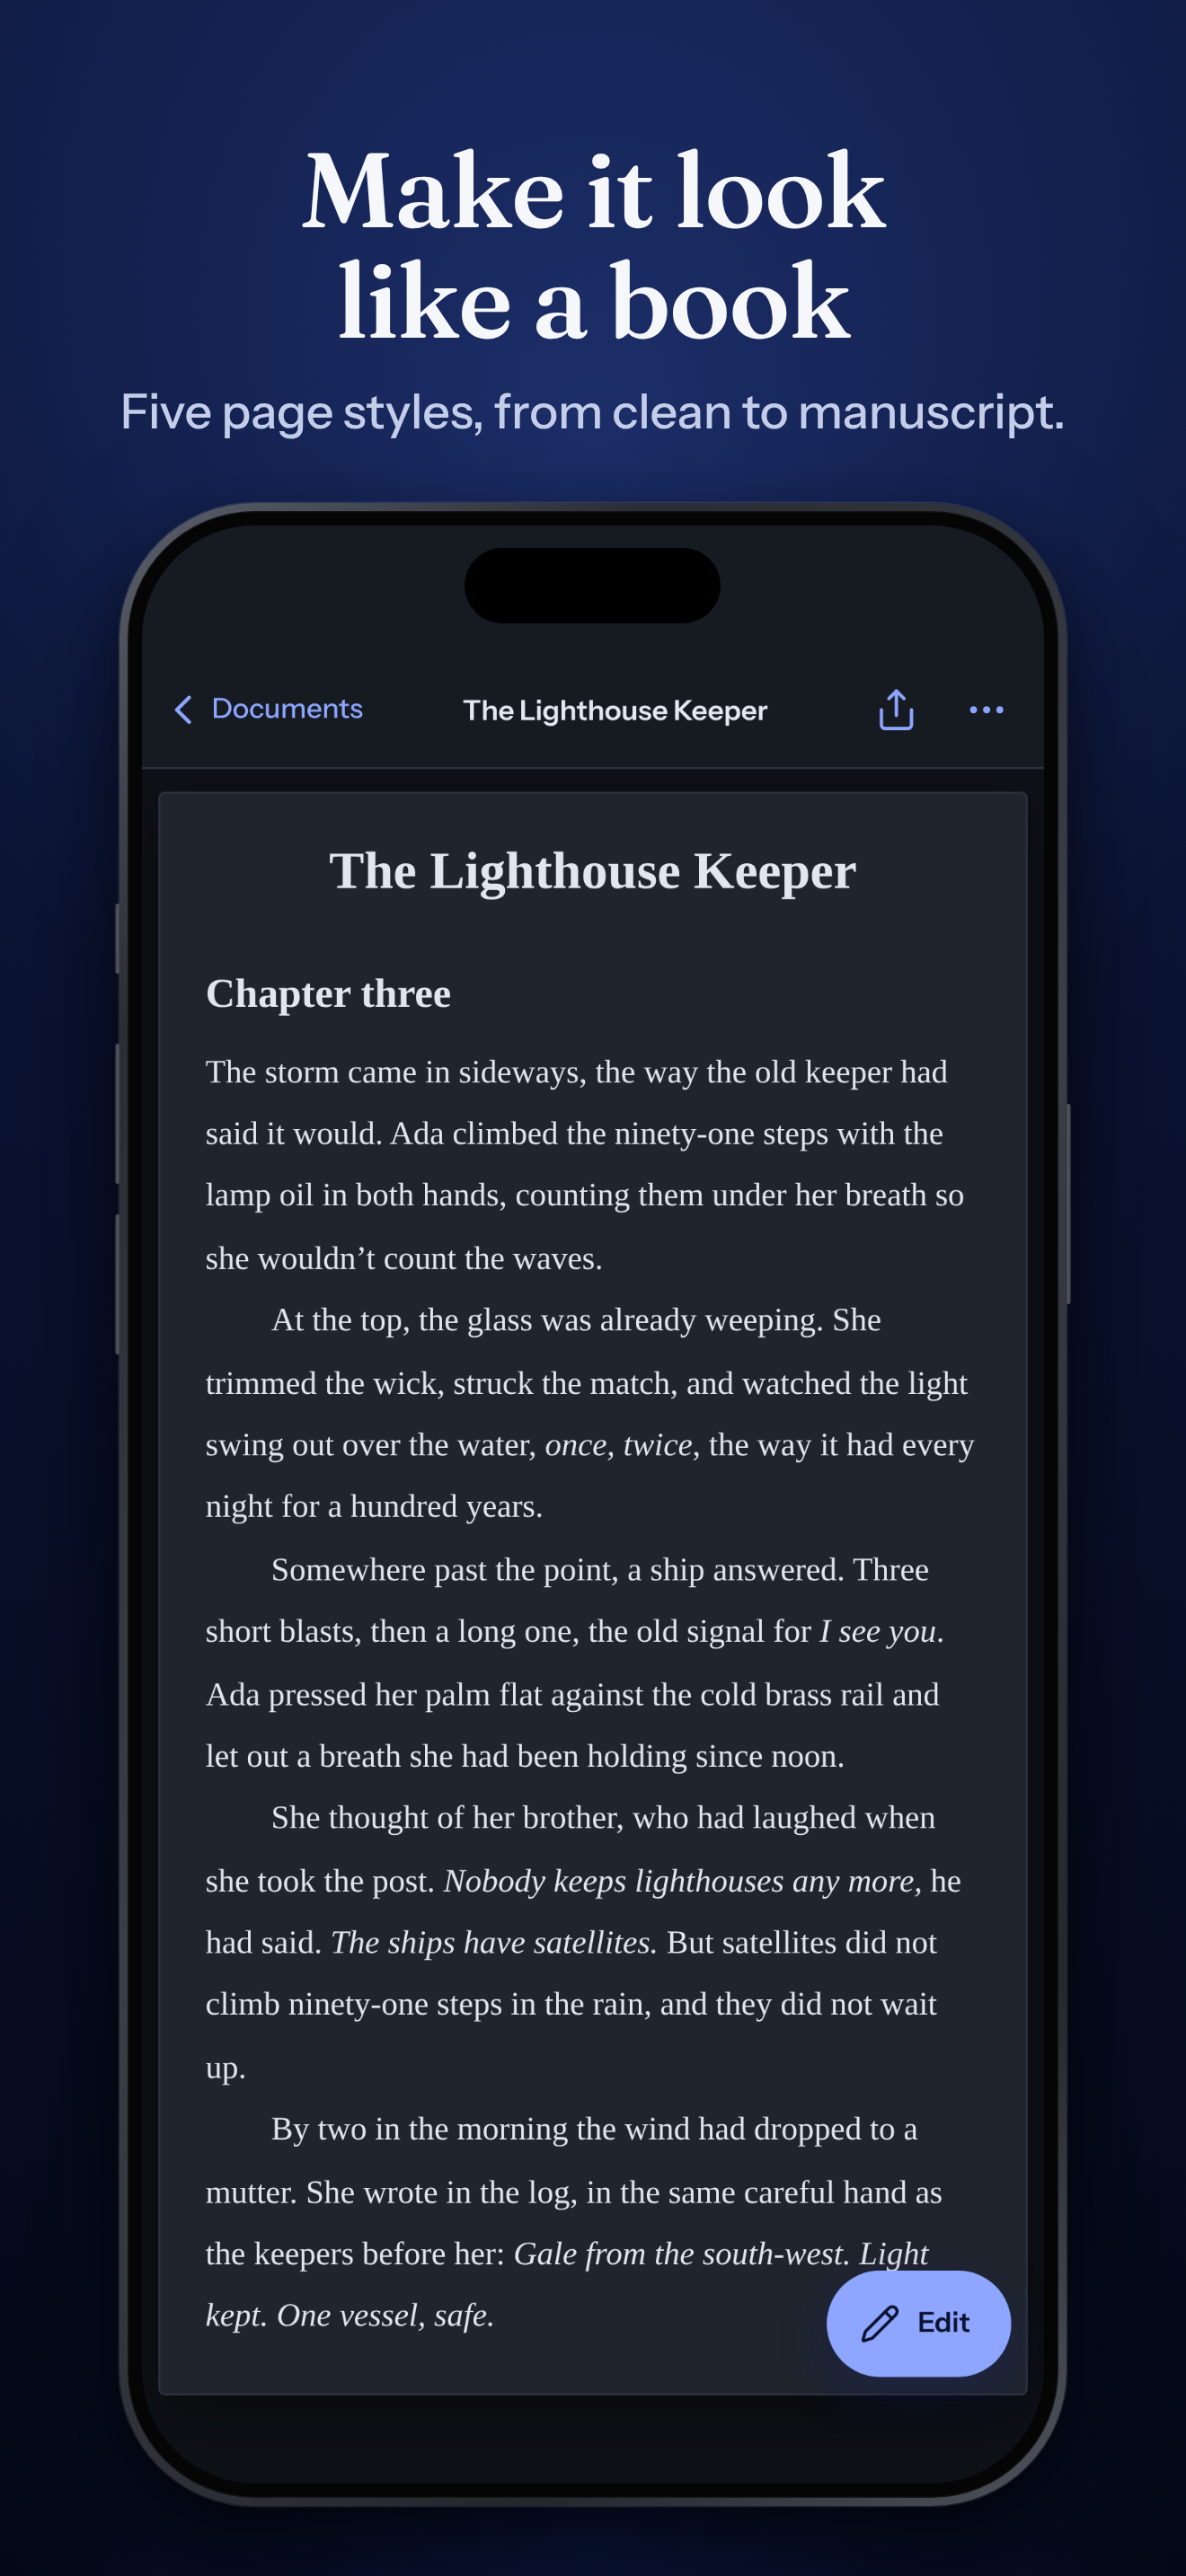 Make it look
like a book
Five page styles, from clean to manuscript.
Documents
The Lighthouse Keeper
The Lighthouse Keeper
Chapter three
The storm came in sideways, the way the old keeper had
said it would. Ada climbed the ninety-one steps with the
lamp oil in both hands, counting them under her breath so
she wouldn’t count the waves.
At the top, the glass was already weeping. She
trimmed the wick, struck the match, and watched the light
swing out over the water, once, twice, the way it had every
night for a hundred years.
Somewhere past the point, a ship answered. Three
short blasts, then a long one, the old signal for I see you.
Ada pressed her palm flat against the cold brass rail and
let out a breath she had been holding since noon.
She thought of her brother, who had laughed when
she took the post. Nobody keeps lighthouses any more, he
had said. The ships have satellites. But satellites did not
climb ninety-one steps in the rain, and they did not wait
up.
By two in the morning the wind had dropped to a
mutter. She wrote in the log, in the same careful hand as
the keepers before her: Gale from the south-west. Light
kept. One vessel, safe.
Edit